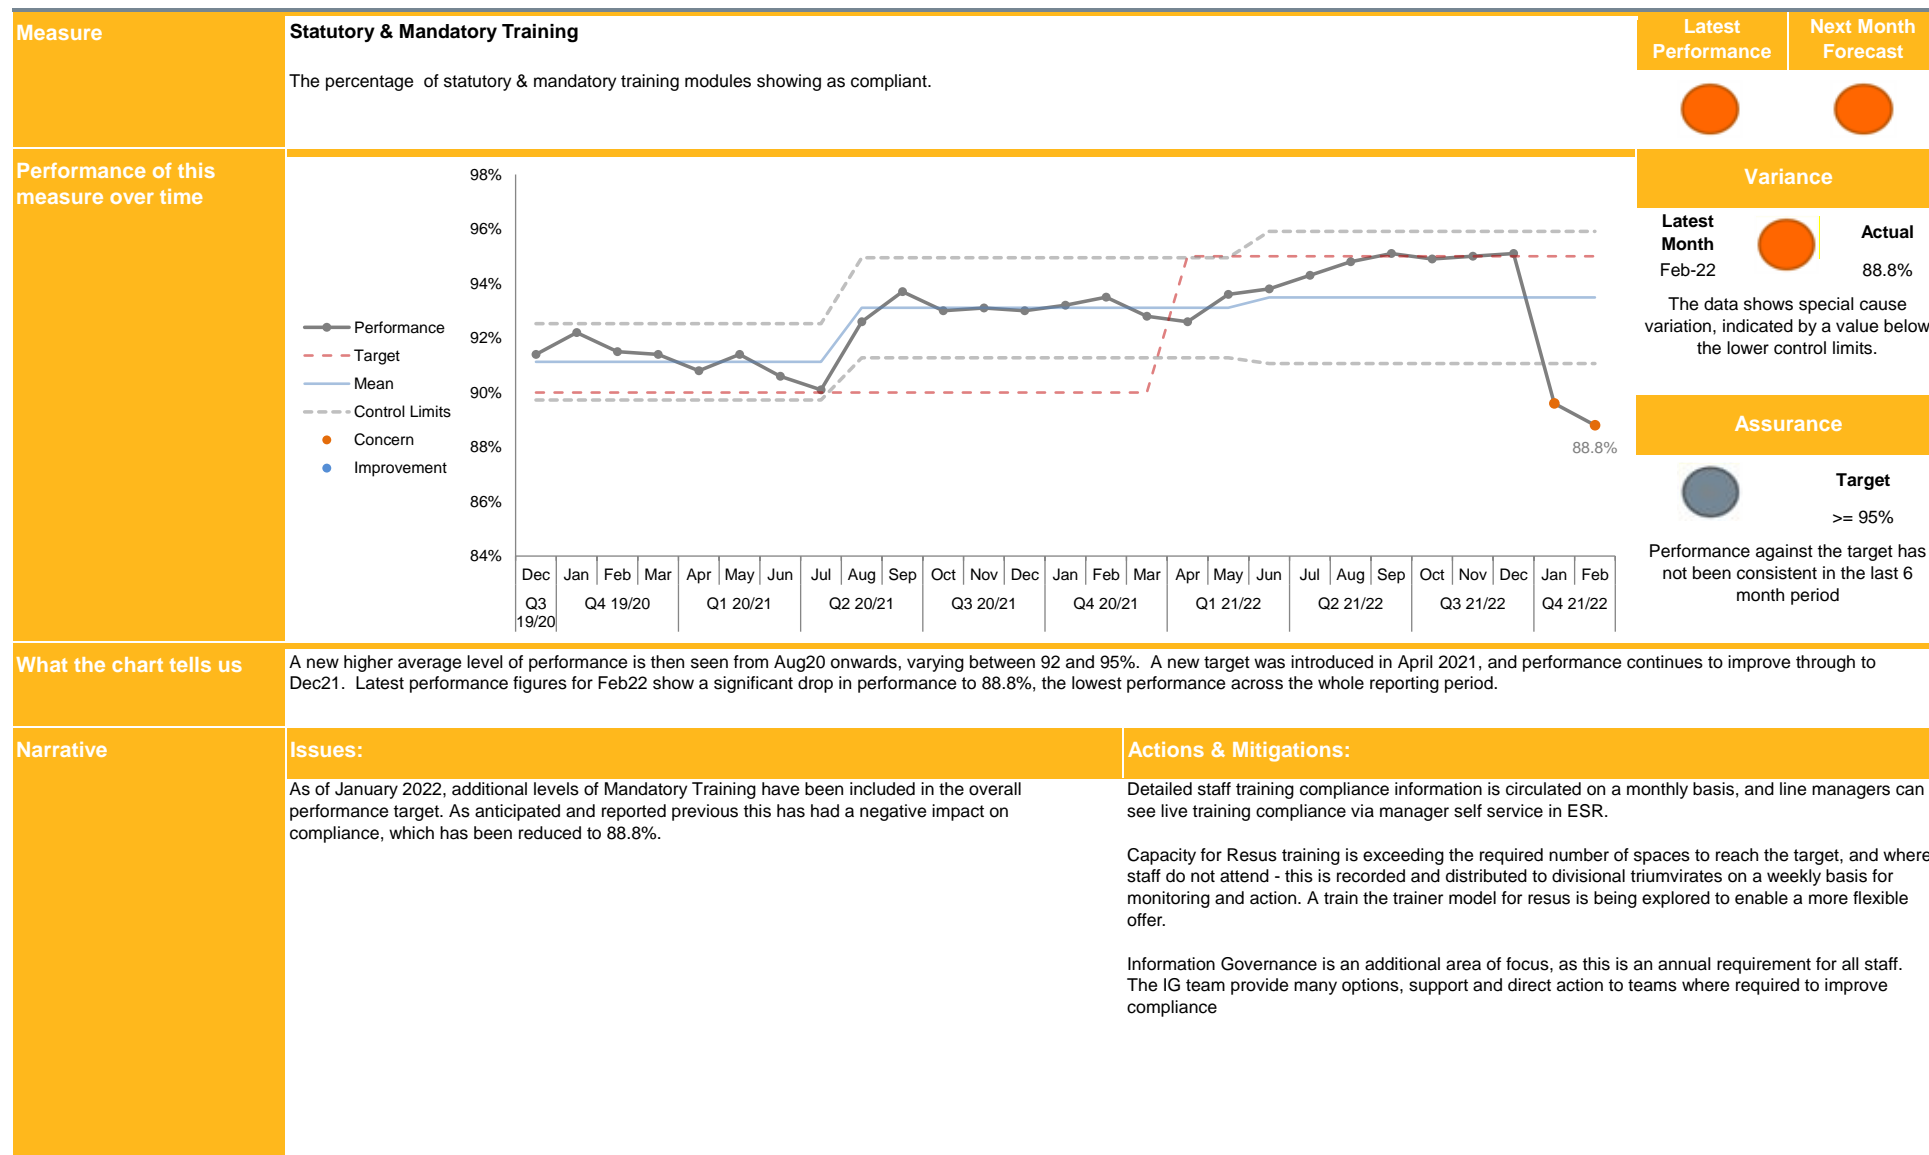 Measure
Statutory & Mandatory Training
The percentage  of statutory & mandatory training modules showing as compliant.
Latest
Performance
Next Month
Forecast
Performance of this
measure over time
98%
96%
94%
92%
90%
88%
86%
84%
Performance
Target
Mean
Control Limits
Concern
Improvement
88.8%
Dec Jan Feb Mar Apr May Jun Jul Aug Sep Oct Nov Dec Jan Feb Mar Apr May Jun Jul Aug Sep Oct Nov Dec Jan Feb
Q3 Q4 19/20 Q1 20/21 Q2 20/21 Q3 20/21 Q4 20/21 Q1 21/22 Q2 21/22 Q3 21/22 Q4 21/22
19/20
Variance
Latest
Month
Feb-22
Actual
88.8%
The data shows special cause
variation, indicated by a value below
the lower control limits.
Assurance
Target
>= 95%
Performance against the target has
not been consistent in the last 6
month period
What the chart tells us
A new higher average level of performance is then seen from Aug20 onwards, varying between 92 and 95%.  A new target was introduced in April 2021, and performance continues to improve through to
Dec21.  Latest performance figures for Feb22 show a significant drop in performance to 88.8%, the lowest performance across the whole reporting period.
Narrative
Issues:
As of January 2022, additional levels of Mandatory Training have been included in the overall
performance target. As anticipated and reported previous this has had a negative impact on
compliance, which has been reduced to 88.8%.
Actions & Mitigations:
Detailed staff training compliance information is circulated on a monthly basis, and line managers can
see live training compliance via manager self service in ESR.
Capacity for Resus training is exceeding the required number of spaces to reach the target, and where
staff do not attend - this is recorded and distributed to divisional triumvirates on a weekly basis for
monitoring and action. A train the trainer model for resus is being explored to enable a more flexible
offer.
Information Governance is an additional area of focus, as this is an annual requirement for all staff.
The IG team provide many options, support and direct action to teams where required to improve
compliance